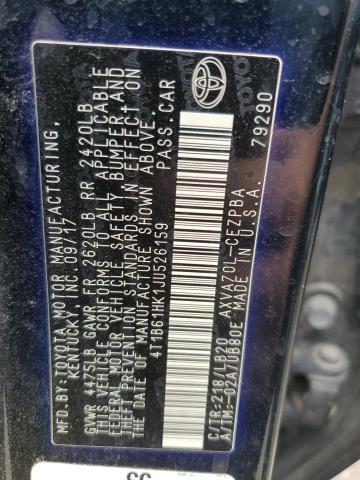 MFD.BY:TOYOTA MOTOR MANUFACTURING,
KENTUCKY, INC. 09/17
GVWR 4475LB GAWR FR 2620LB RR 2420LB
THIS VEHICLE CONFORMS TO ALL APPLICABLE
FEDERAL MOTOR VEHICLE SAFETY, BUMPER, AND
THEFT PREVENTION STANDARDS IN EFFECT ON
THE DATE OF MANUFACTURE SHOWN ABOVE.
4T1B61HK1JU526159 PASS. CAR
TOYOTA
C/TR:218/LB20 AXVA70L-CEZPBA
A/TM:-02A/UB80E MADE IN U.S.A. 79290